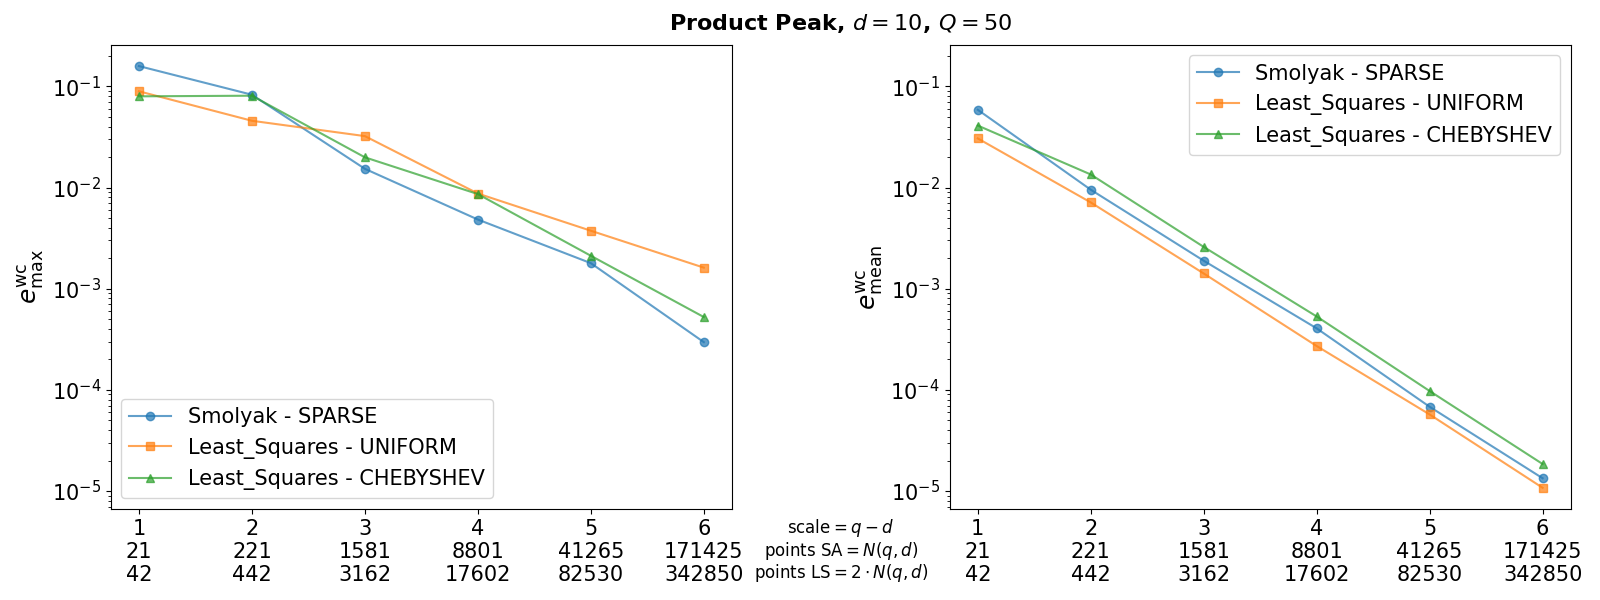 Product Peak, d = 10, Q = 50
e^wc_max
10^−1
10^−2
10^−3
10^−4
10^−5
Smolyak - SPARSE
Least_Squares - UNIFORM
Least_Squares - CHEBYSHEV
1 2 3 4 5 6
21 221 1581 8801 41265 171425
42 442 3162 17602 82530 342850
scale = q − d
points SA = N(q, d)
points LS = 2 · N(q, d)
e^wc_mean
10^−1
10^−2
10^−3
10^−4
10^−5
Smolyak - SPARSE
Least_Squares - UNIFORM
Least_Squares - CHEBYSHEV
1 2 3 4 5 6
21 221 1581 8801 41265 171425
42 442 3162 17602 82530 342850